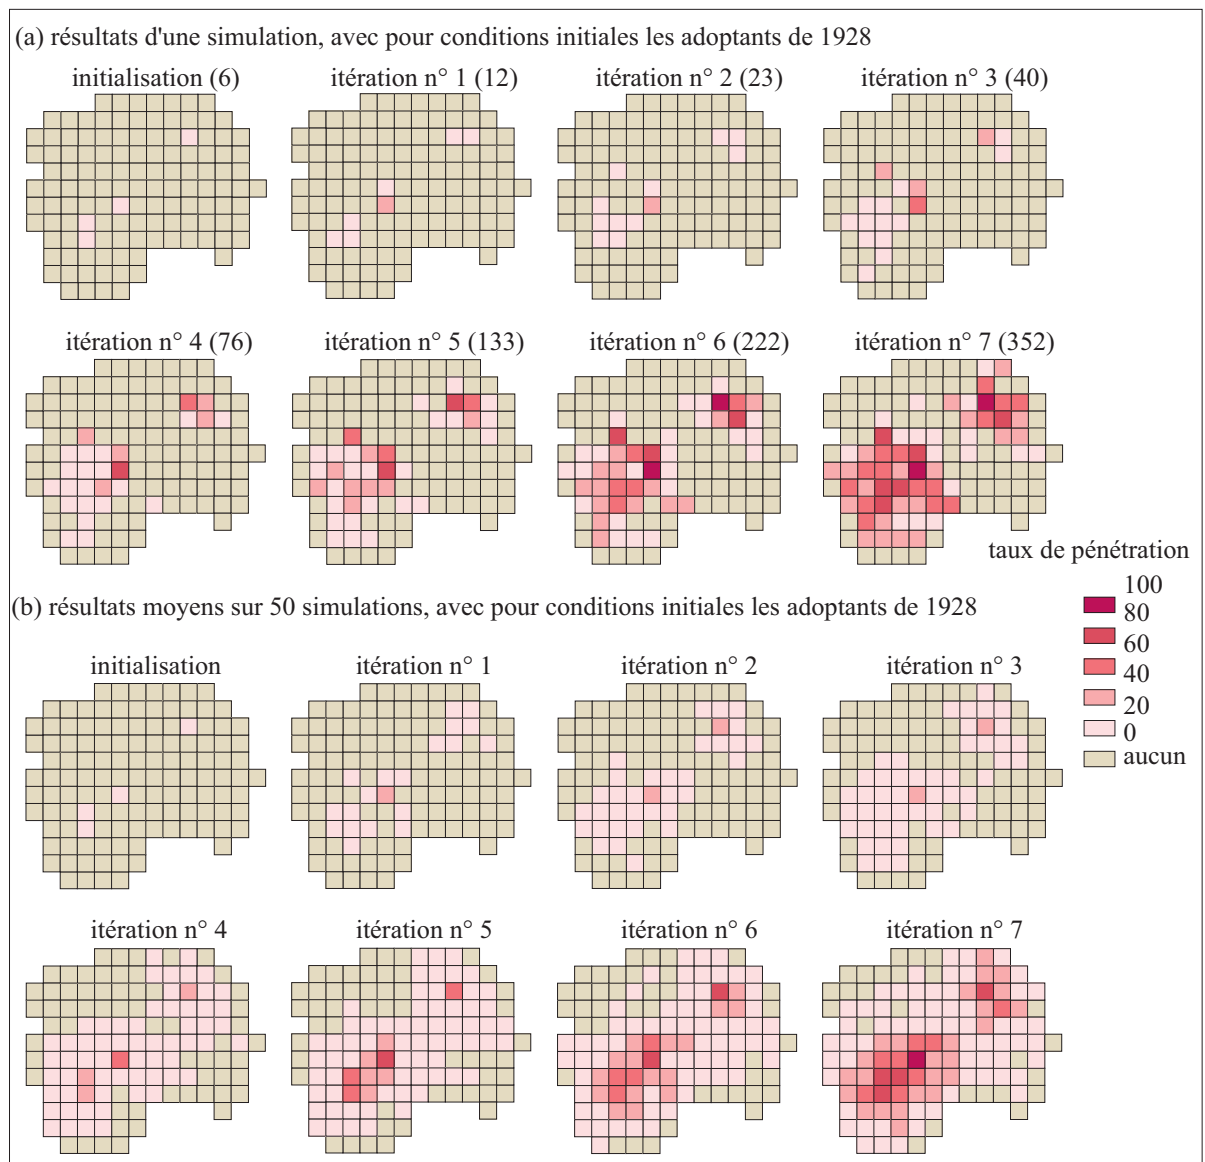 (a) résultats d'une simulation, avec pour conditions initiales les adoptants de 1928
initialisation (6)
itération n° 1 (12)
itération n° 2 (23)
itération n° 3 (40)
itération n° 4 (76)
itération n° 5 (133)
itération n° 6 (222)
itération n° 7 (352)
taux de pénétration
100
80
60
40
20
0
aucun
(b) résultats moyens sur 50 simulations, avec pour conditions initiales les adoptants de 1928
initialisation
itération n° 1
itération n° 2
itération n° 3
itération n° 4
itération n° 5
itération n° 6
itération n° 7